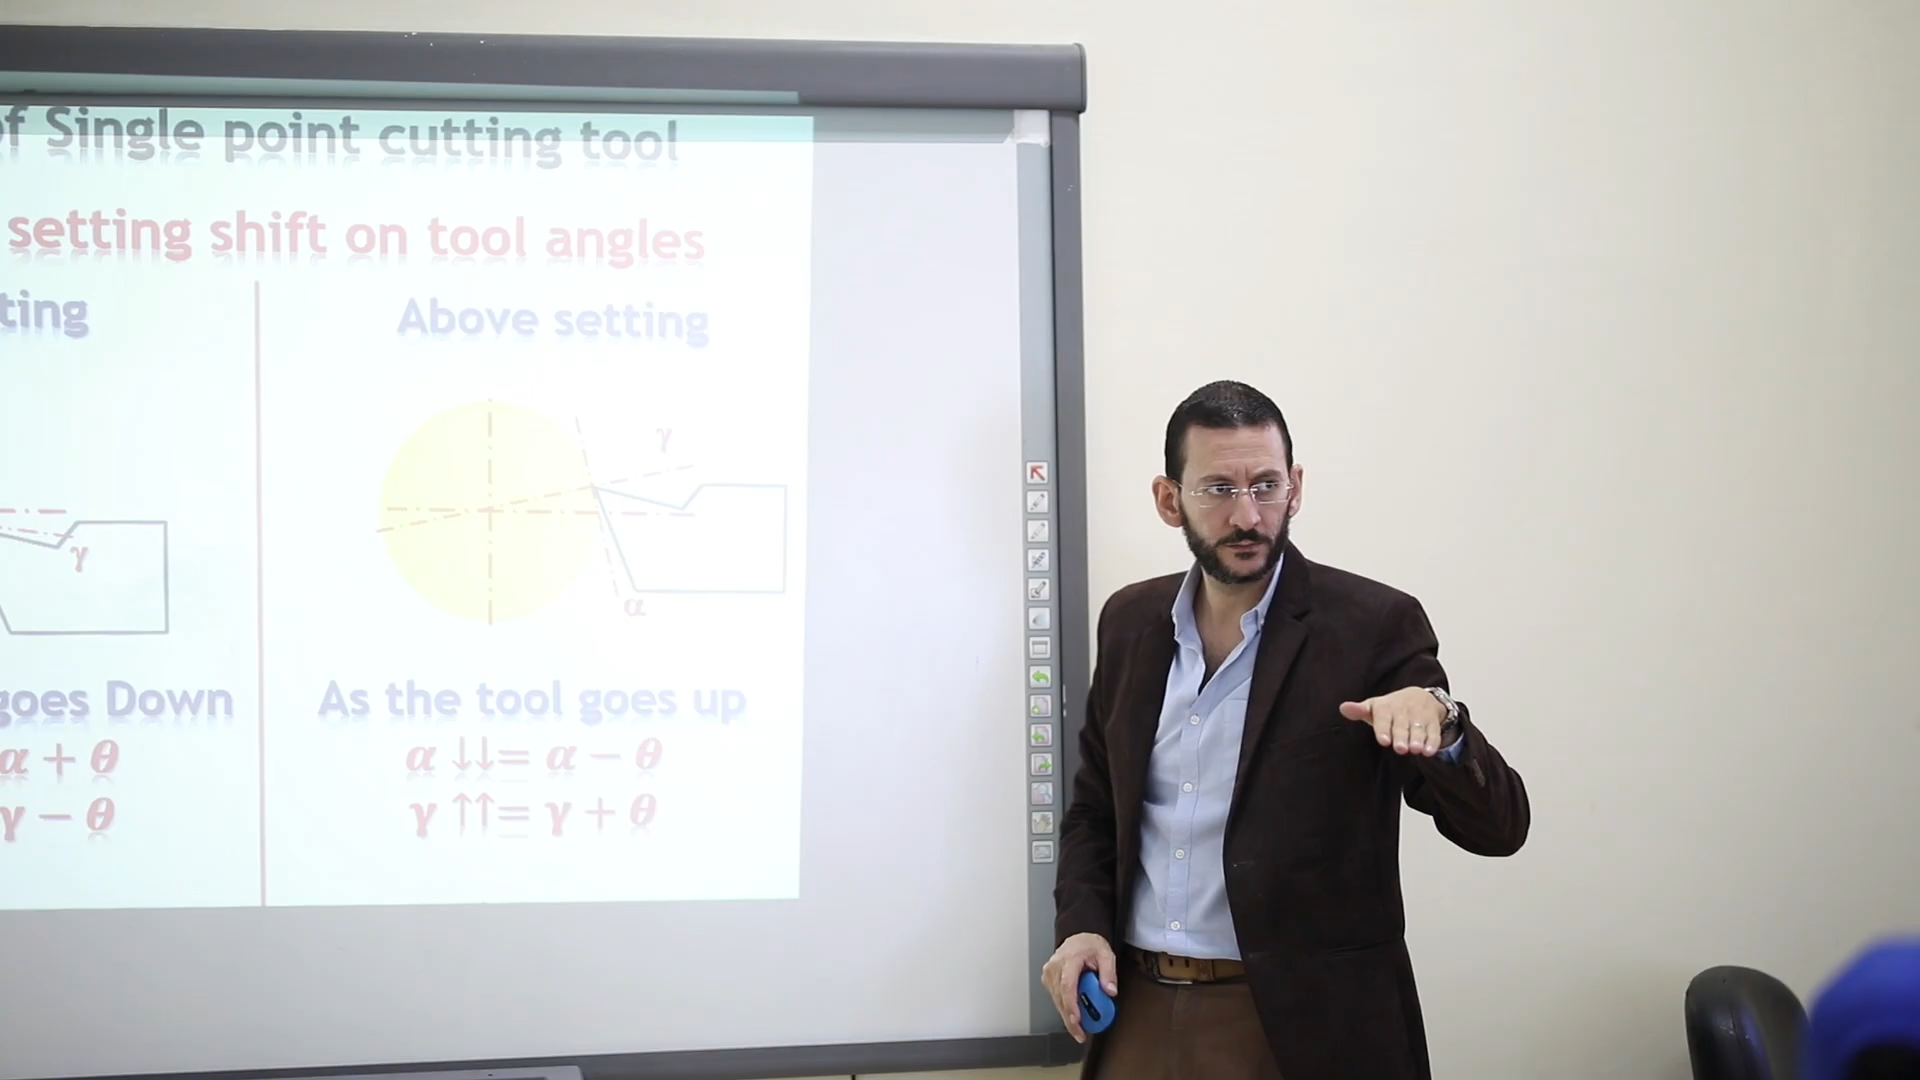 of Single point cutting tool
setting shift on tool angles
ting
Above setting
γ
γ
α
goes Down
As the tool goes up
α + θ
α ↓↓= α − θ
γ − θ
γ ↑↑= γ + θ